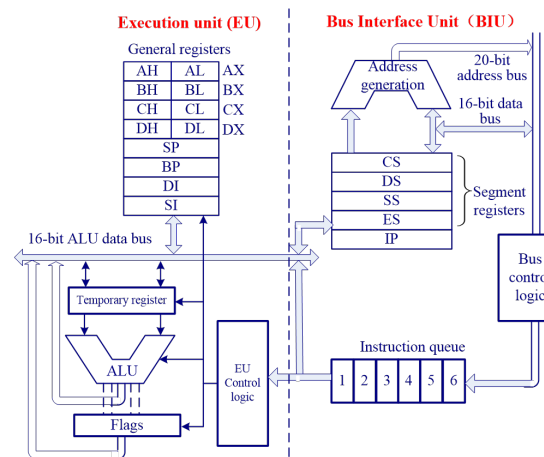 Execution unit (EU)
Bus Interface Unit（BIU）
General registers
AH AL AX
BH BL BX
CH CL CX
DH DL DX
SP
BP
DI
SI
16-bit ALU data bus
Temporary register
ALU
Flags
EU
Control
logic
20-bit
address bus
Address
generation
16-bit data
bus
CS
DS
SS
ES
IP
Segment
registers
Bus
control
logic
Instruction queue
1 2 3 4 5 6